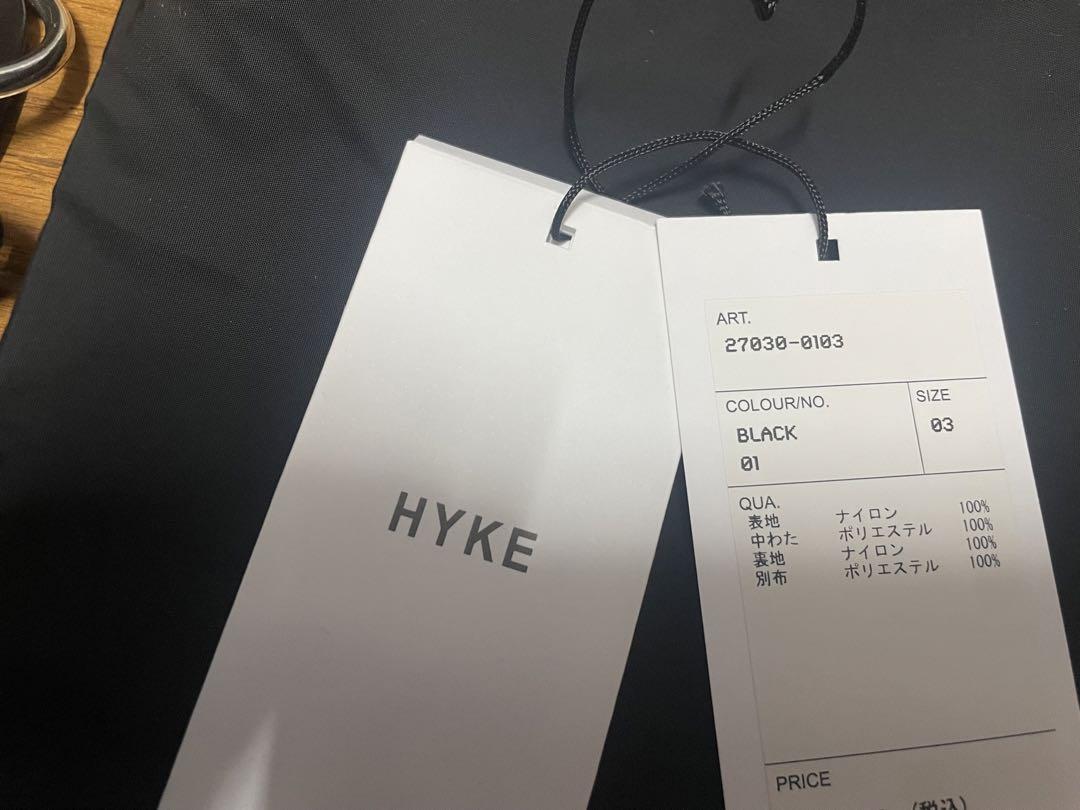 HYKE
ART.
27030-0103
COLOUR/NO.
BLACK
01
SIZE
03
QUA.
表地 ナイロン 100%
中わた ポリエステル 100%
裏地 ナイロン 100%
別布 ポリエステル 100%
PRICE
(税込)